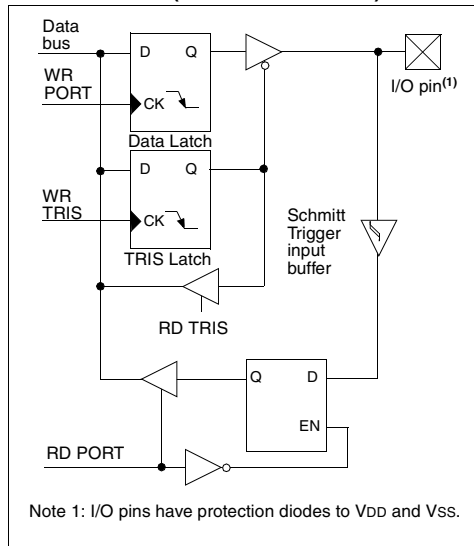 Data
bus
D Q
WR
PORT
CK
Data Latch
I/O pin(1)
D Q
WR
TRIS
CK
TRIS Latch
Schmitt
Trigger
input
buffer
RD TRIS
Q D
EN
RD PORT
Note 1: I/O pins have protection diodes to VDD and VSS.